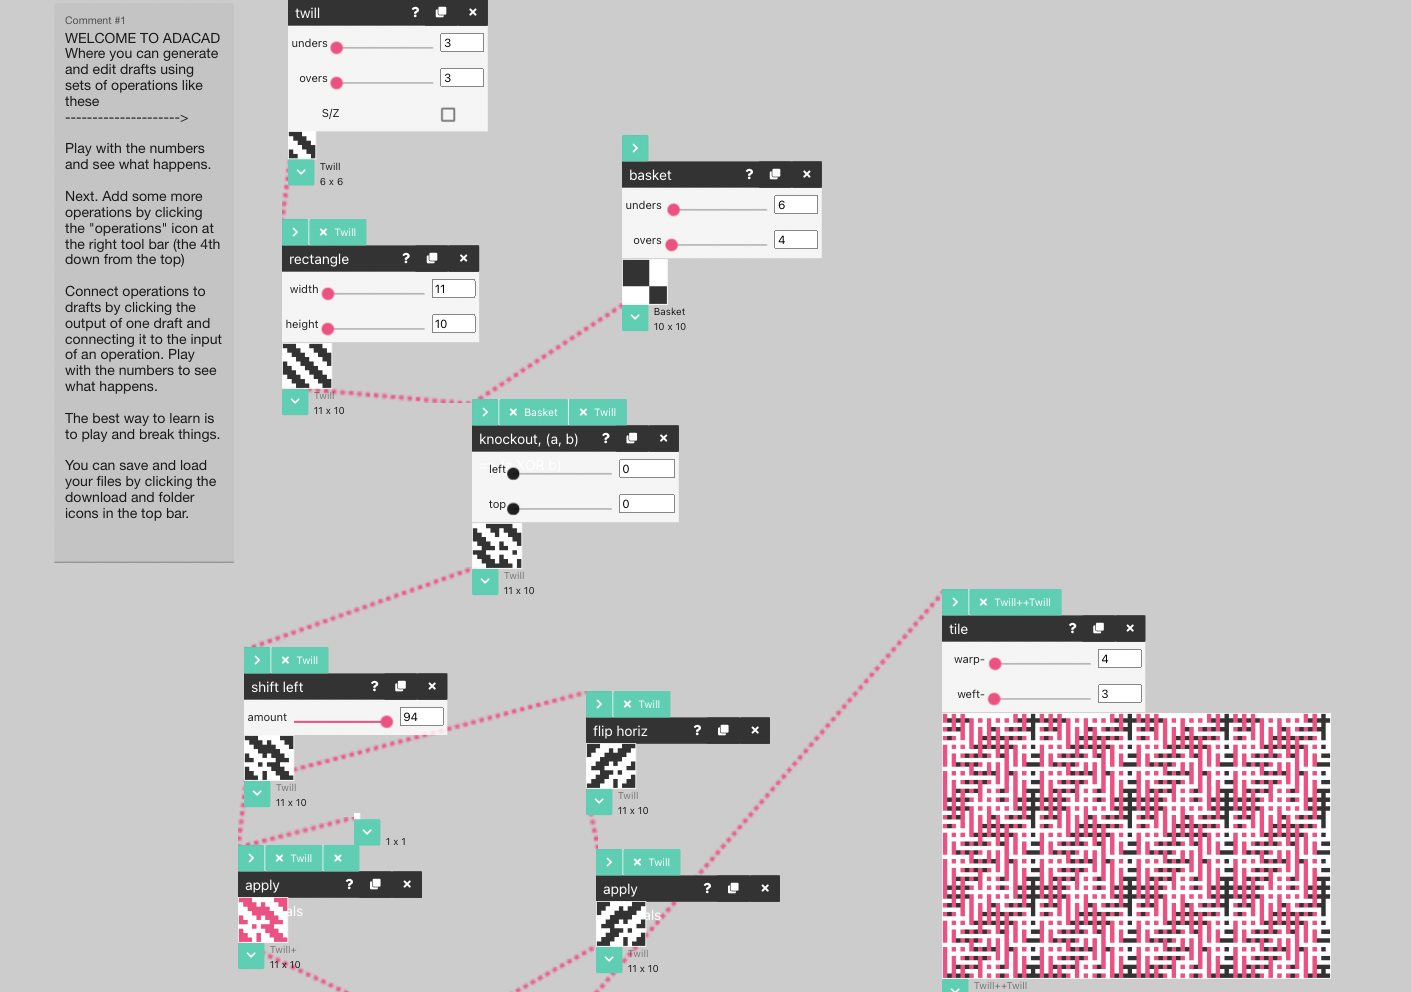 Comment #1
WELCOME TO ADACAD
Where you can generate
and edit drafts using
sets of operations like
these
---------------------->
Play with the numbers
and see what happens.
Next. Add some more
operations by clicking
the "operations" icon at
the right tool bar (the 4th
down from the top)
Connect operations to
drafts by clicking the
output of one draft and
connecting it to the input
of an operation. Play
with the numbers to see
what happens.
The best way to learn is
to play and break things.
You can save and load
your files by clicking the
download and folder
icons in the top bar.
twill ?
unders 3
overs 3
S/Z
Twill
6 x 6
Twill
rectangle ?
width 11
height 10
Twill
11 x 10
basket ?
unders 6
overs 4
Basket
10 x 10
Basket Twill
knockout, (a, b) ?
XOR b)
left 0
top 0
Twill
11 x 10
Twill
shift left ?
amount 94
Twill
11 x 10
1 x 1
Twill
apply ?
als
Twill+
11 x 10
Twill
flip horiz ?
Twill
11 x 10
Twill
apply ?
als
Twill
11 x 10
Twill++Twill
tile ?
warp- 4
weft- 3
Twill++Twill